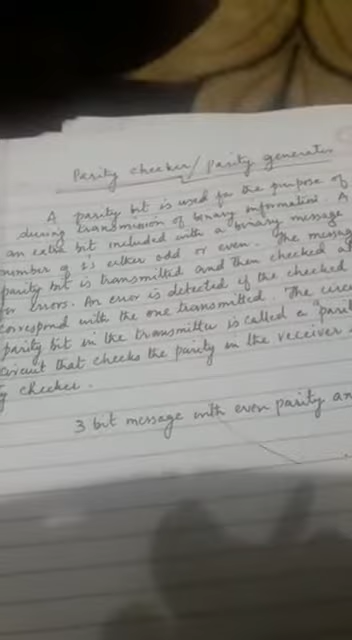 Parity checker/ parity generator
A parity bit is used for the purpose of
during transmission of binary information. A
an extra bit included with a binary message
number of 1's either odd or even. The message
parity bit is transmitted and then checked at
for errors. An error is detected if the checked
correspond with the one transmitted. The circuit
parity bit in the transmitter is called a "parity
circuit that checks the parity in the receiver
checker.
3 bit message with even parity an